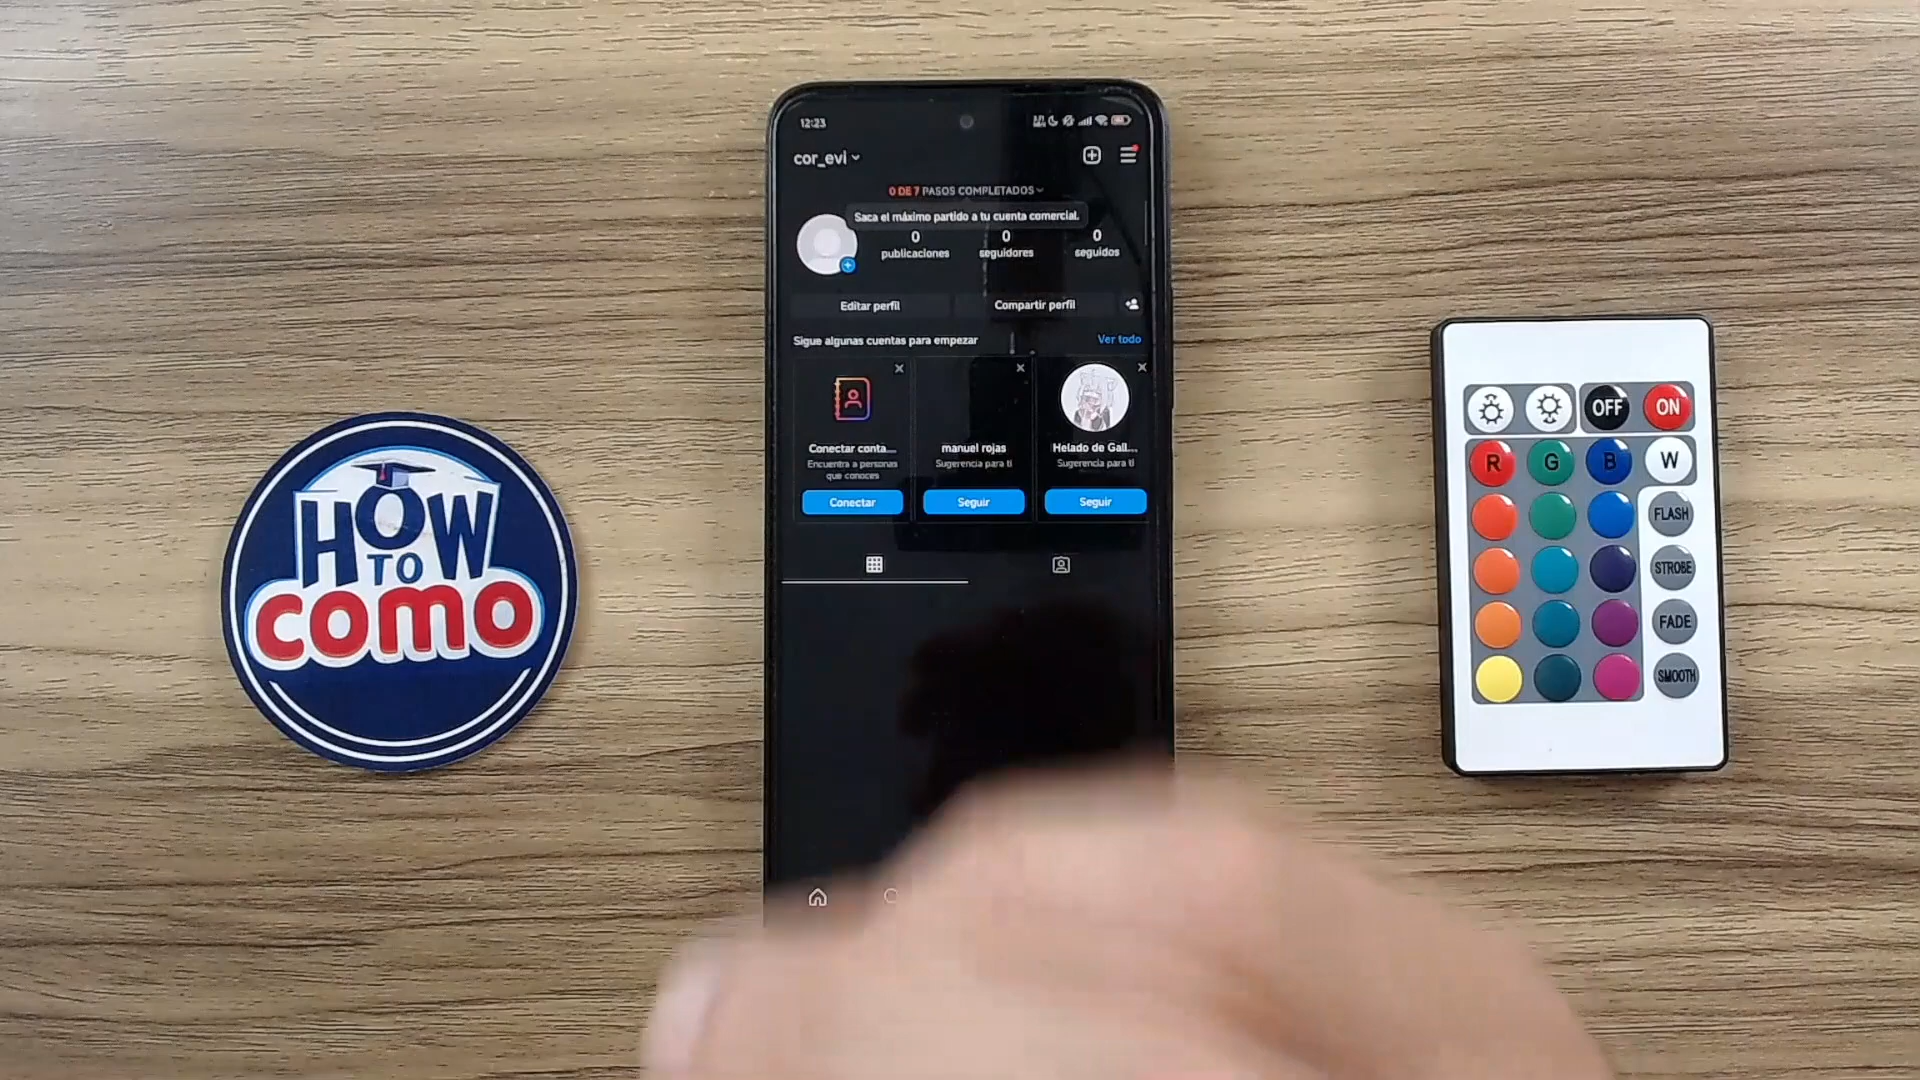 12:23
cor_evi
0 DE 7 PASOS COMPLETADOS
Saca el máximo partido a tu cuenta comercial.
0
publicaciones
0
seguidores
0
seguidos
Editar perfil
Compartir perfil
Sigue algunas cuentas para empezar
Ver todo
Conectar conta...
Encuentra a personas
que conoces
Conectar
manuel rojas
Sugerencia para ti
Seguir
Helado de Gall...
Sugerencia para ti
Seguir
HOW
TO
COMO
OFF
ON
R
G
B
W
FLASH
STROBE
FADE
SMOOTH